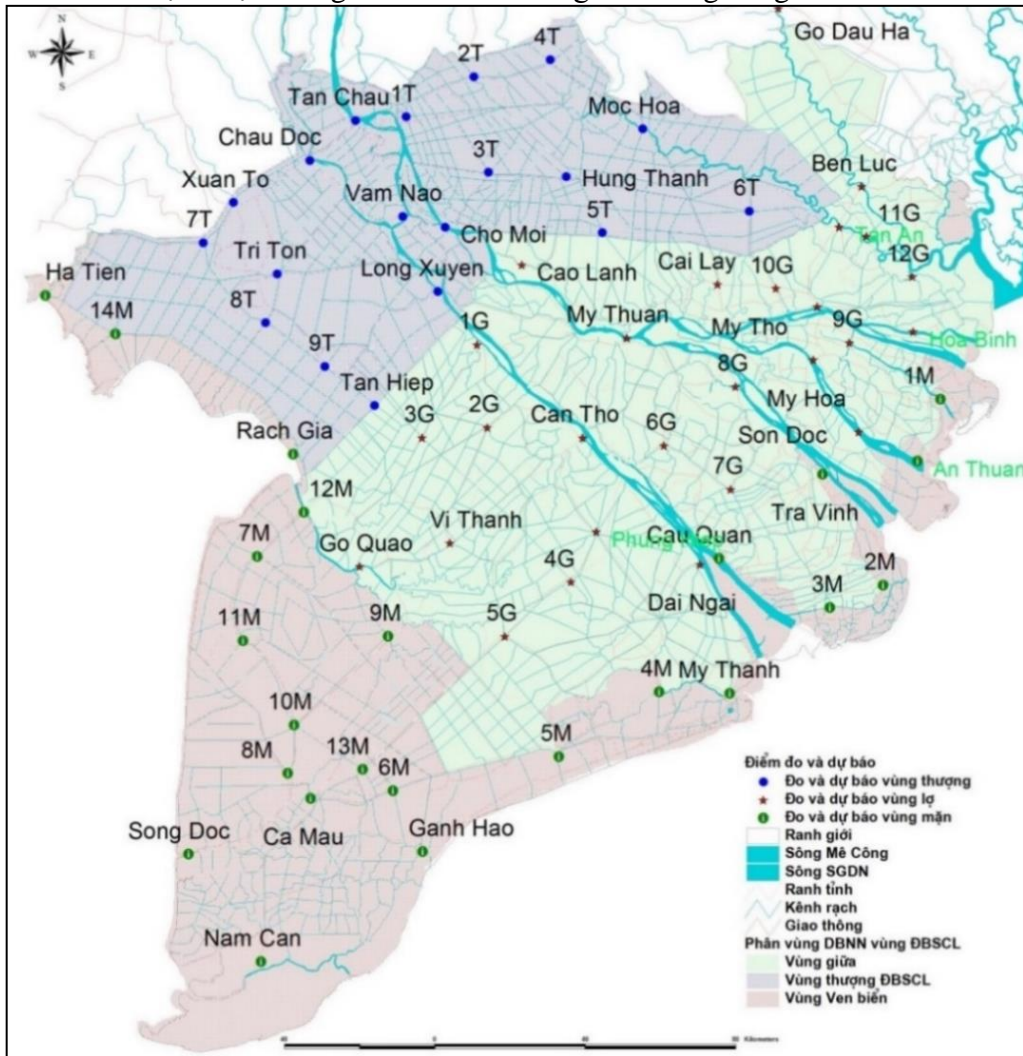 N
W E
S
Go Dau Ha
4T
2T
Tan Chau 1T
Moc Hoa
Chau Doc
3T
Ben Luc
Xuan To
Vam Nao
Hung Thanh
6T
11G
7T
5T
Tan An
Tri Ton
Cho Moi
12G
Ha Tien
Long Xuyen
Cao Lanh
Cai Lay 10G
8T
14M
1G
My Thuan
My Tho
9G
Hoa Binh
9T
8G
Tan Hiep
1M
3G
2G
Can Tho
6G
My Hoa
Rach Gia
Son Doc
7G
An Thuan
12M
Vi Thanh
Tra Vinh
7M
Go Quao
Cau Quan
4G
2M
3M
11M
9M
5G
Dai Ngai
4M My Thanh
10M
5M
8M
13M
6M
Điểm đo và dự báo
Đo và dự báo vùng thượng
Đo và dự báo vùng lợ
Đo và dự báo vùng mặn
Song Doc
Ca Mau
Ganh Hao
Ranh giới
Sông Mê Công
Sông SGDN
Ranh tỉnh
Kênh rạch
Giao thông
Nam Can
Phân vùng DBNN vùng ĐBSCL
Vùng giữa
Vùng thượng ĐBSCL
Vùng Ven biển
Kilometers